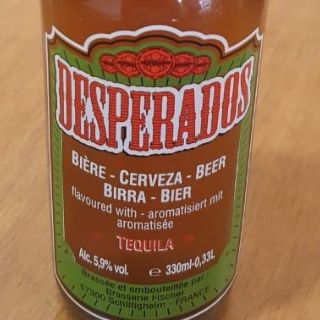 DESPERADOS
BIÈRE - CERVEZA - BEER
BIRRA - BIER
flavoured with - aromatisiert mit
aromatisée
TEQUILA
Alc. 5,9% vol. e 330ml-0,33L
Brassée et embouteillée par
Brasserie Fischer
67300 Schiltigheim - FRANCE